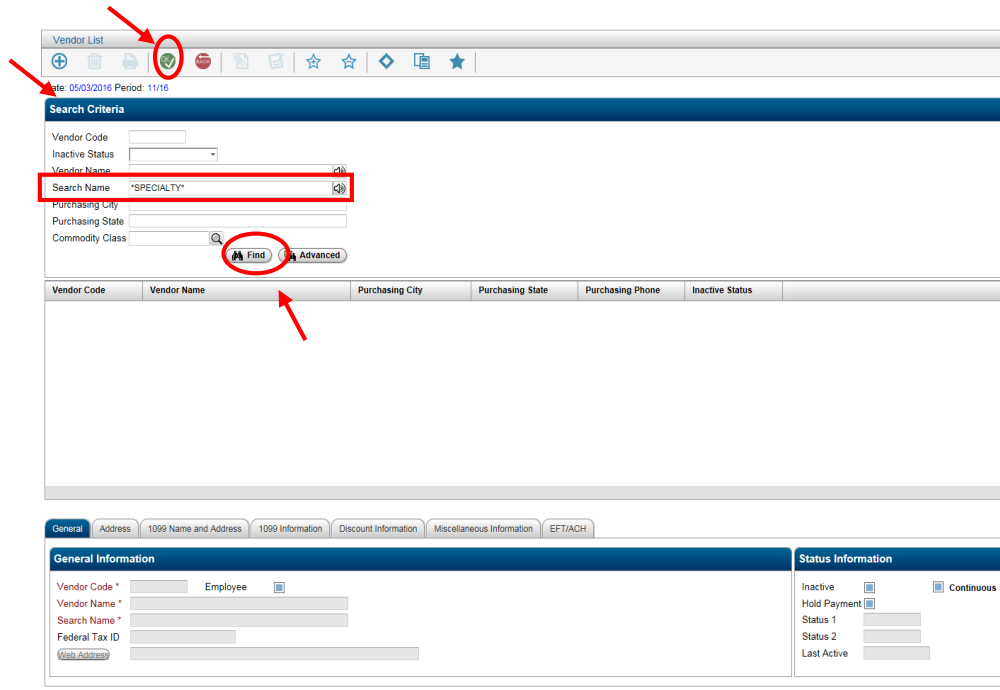 Vendor List
OK BACK
ate: 05/03/2016 Period: 11/16
Search Criteria
Vendor Code
Inactive Status
Vendor Name
Search Name *SPECIALTY*
Purchasing City
Purchasing State
Commodity Class
Find Advanced
Vendor Code Vendor Name Purchasing City Purchasing State Purchasing Phone Inactive Status
General Address 1099 Name and Address 1099 Information Discount Information Miscellaneous Information EFT/ACH
General Information Status Information
Vendor Code * Employee Inactive Continuous
Vendor Name * Hold Payment
Search Name * Status 1
Federal Tax ID Status 2
Web Address Last Active